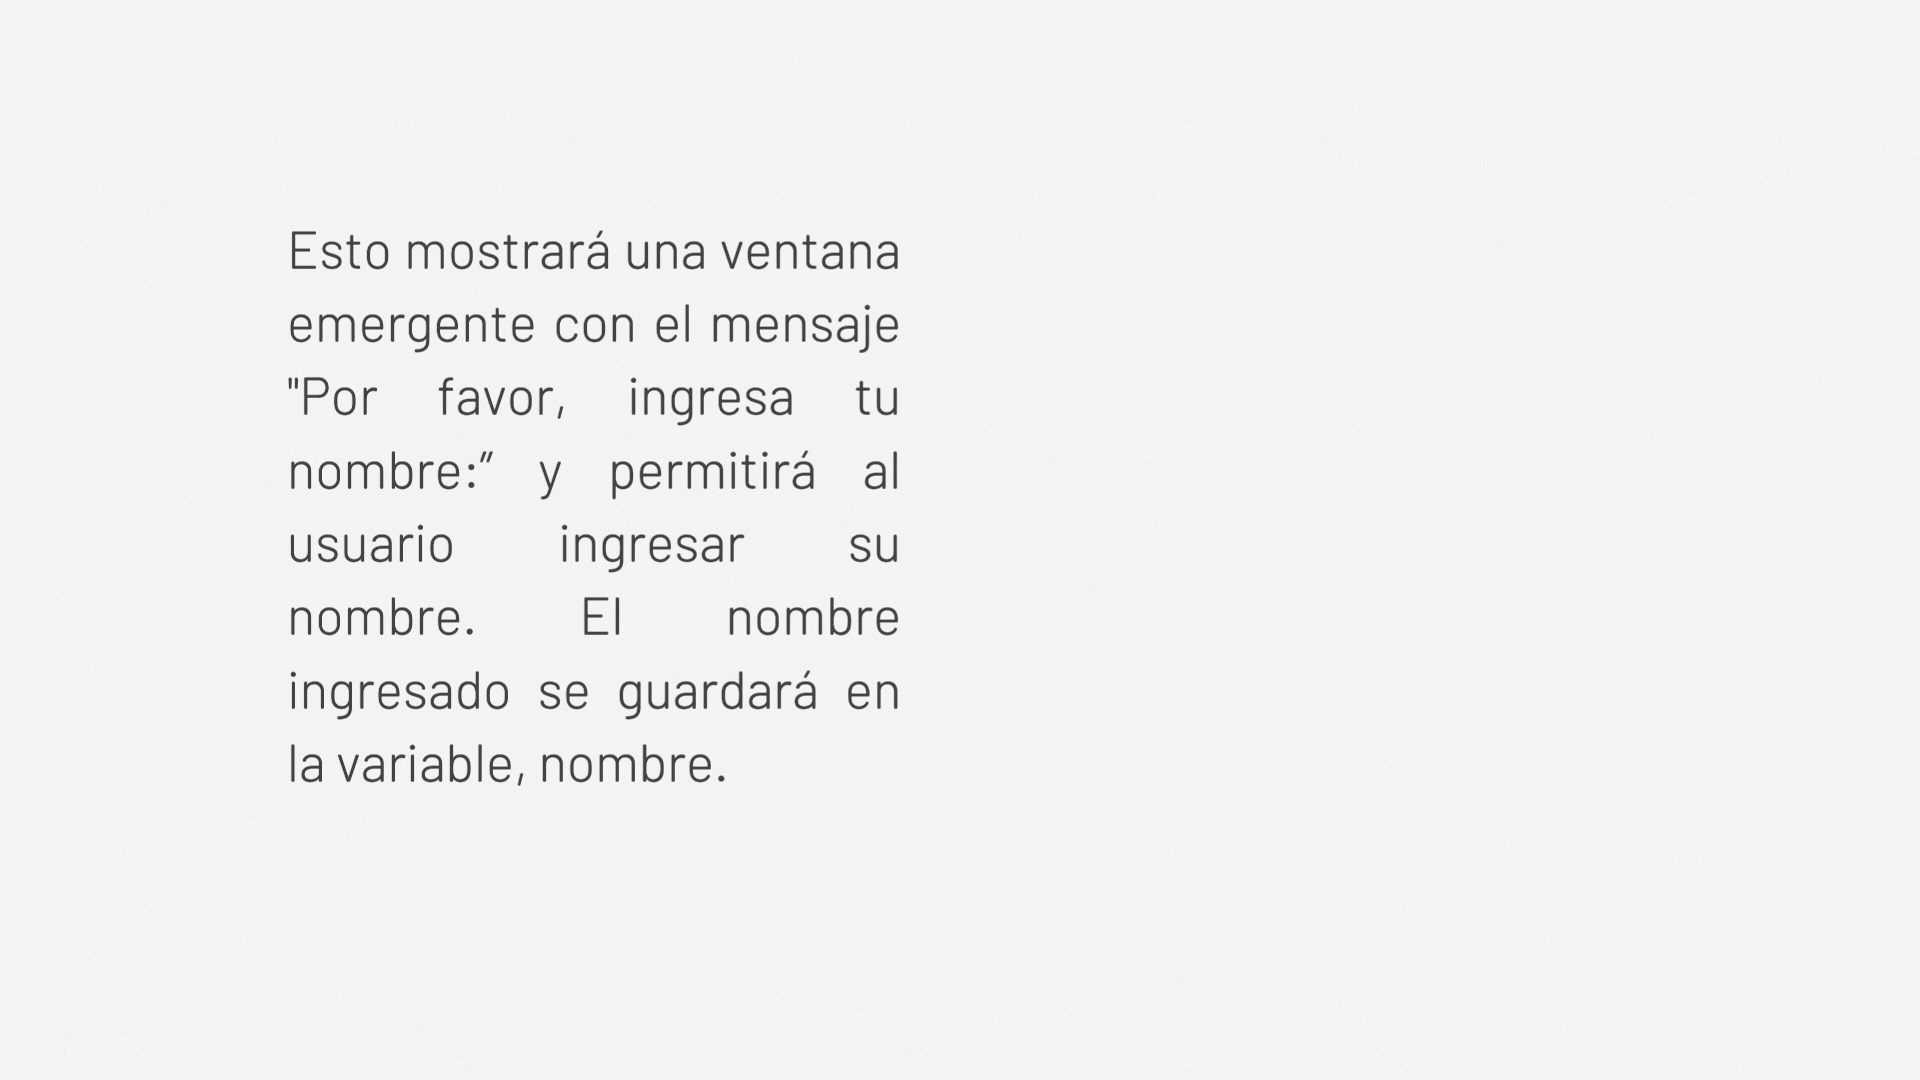 Esto mostrará una ventana
emergente con el mensaje
"Por favor, ingresa tu
nombre:” y permitirá al
usuario ingresar su
nombre. El nombre
ingresado se guardará en
la variable, nombre.